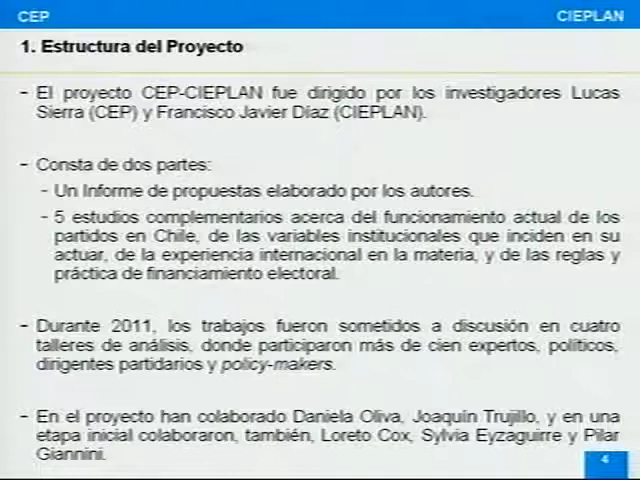 CEP
CIEPLAN
1. Estructura del Proyecto
- El proyecto CEP-CIEPLAN fue dirigido por los investigadores Lucas
Sierra (CEP) y Francisco Javier Díaz (CIEPLAN).
- Consta de dos partes:
- Un Informe de propuestas elaborado por los autores.
- 5 estudios complementarios acerca del funcionamiento actual de los
partidos en Chile, de las variables institucionales que inciden en su
actuar, de la experiencia internacional en la materia, y de las reglas y
práctica de financiamiento electoral.
- Durante 2011, los trabajos fueron sometidos a discusión en cuatro
talleres de análisis, donde participaron más de cien expertos, políticos,
dirigentes partidarios y policy-makers.
- En el proyecto han colaborado Daniela Oliva, Joaquín Trujillo, y en una
etapa inicial colaboraron, también, Loreto Cox, Sylvia Eyzaguirre y Pilar
Giannini.
4